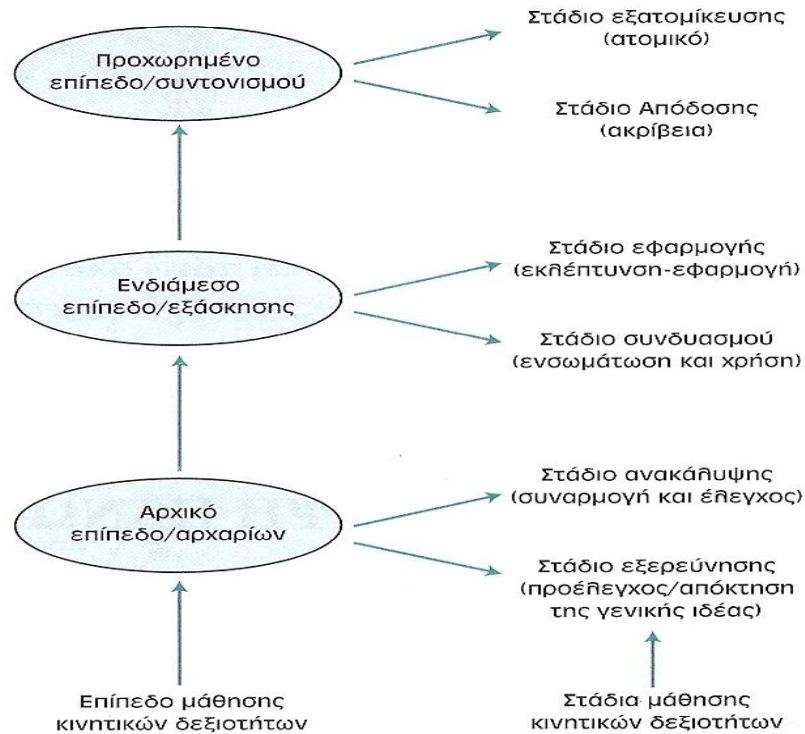 Προχωρημένο
επίπεδο/συντονισμού
Στάδιο εξατομίκευσης
(ατομικό)
Στάδιο Απόδοσης
(ακρίβεια)
Ενδιάμεσο
επίπεδο/εξάσκησης
Στάδιο εφαρμογής
(εκλέπτυνση-εφαρμογή)
Στάδιο συνδυασμού
(ενσωμάτωση και χρήση)
Αρχικό
επίπεδο/αρχαρίων
Στάδιο ανακάλυψης
(συναρμογή και έλεγχος)
Στάδιο εξερεύνησης
(προέλεγχος/απόκτηση
της γενικής ιδέας)
Επίπεδο μάθησης
κινητικών δεξιοτήτων
Στάδια μάθησης
κινητικών δεξιοτήτων